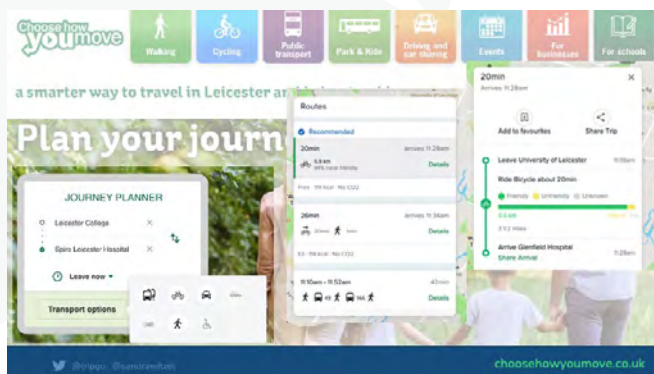 Choose how
you move
Walking
Cycling
Public
transport
Park & Ride
Driving and
car sharing
Events
For
businesses
For schools
a smarter way to travel in Leicester
Plan your journ
JOURNEY PLANNER
Leicester College
Spire Leicester Hospital
Leave now
Transport options
Routes
Recommended
20min
arrives 11:28am
Details
26min
arrives 11:34am
Details
11:10am - 11:52am
42min
Details
20min
Arrives 11:28am
Add to favourites
Share Trip
Leave University of Leicester
Ride Bicycle about 20min
Friendly
Unfriendly
Unknown
Arrive Glenfield Hospital
11:28am
Share Arrival
choosehowyoumove.co.uk